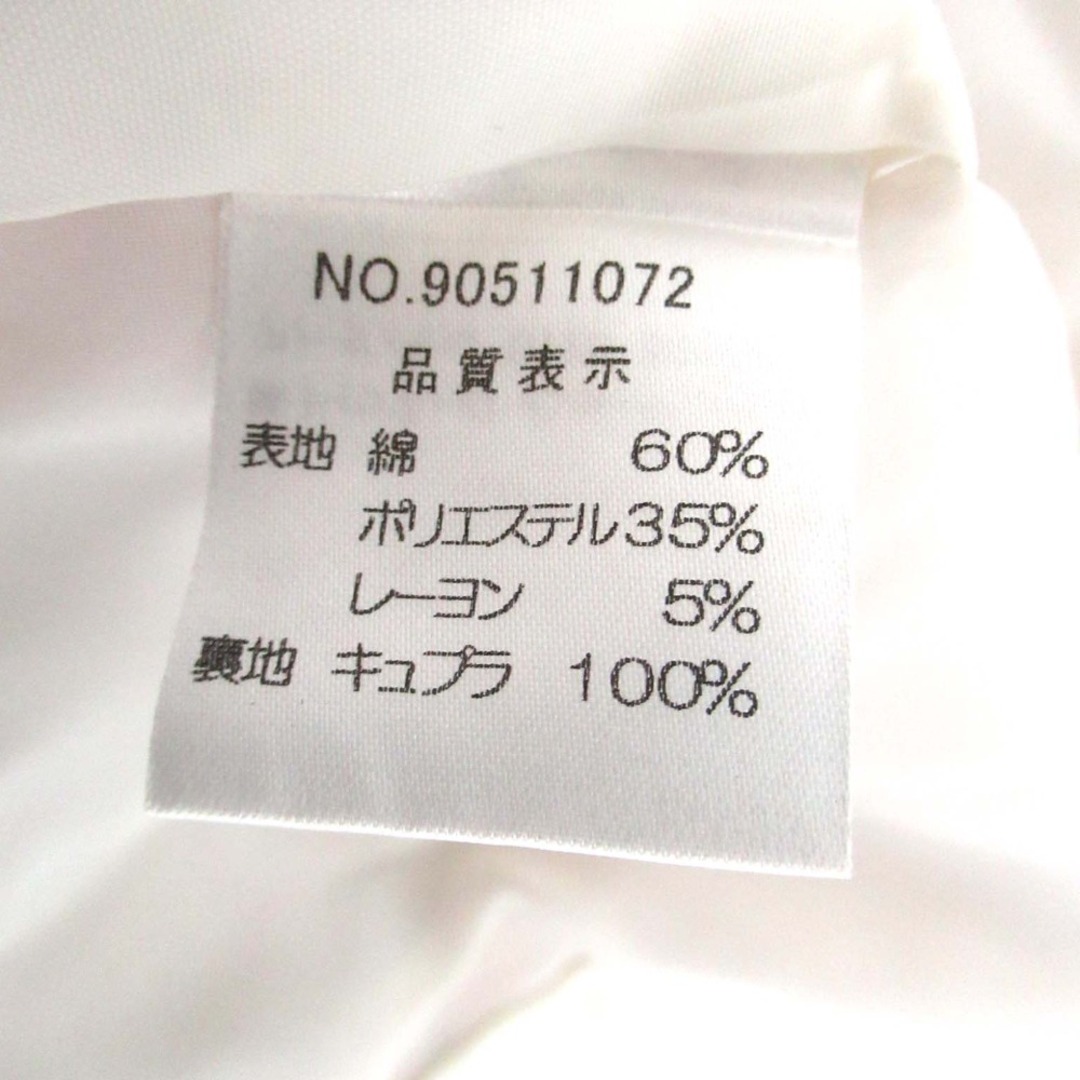 NO.90511072
品質表示
表地 綿 60%
ポリエステル35%
レーヨン 5%
裏地 キュプラ 100%